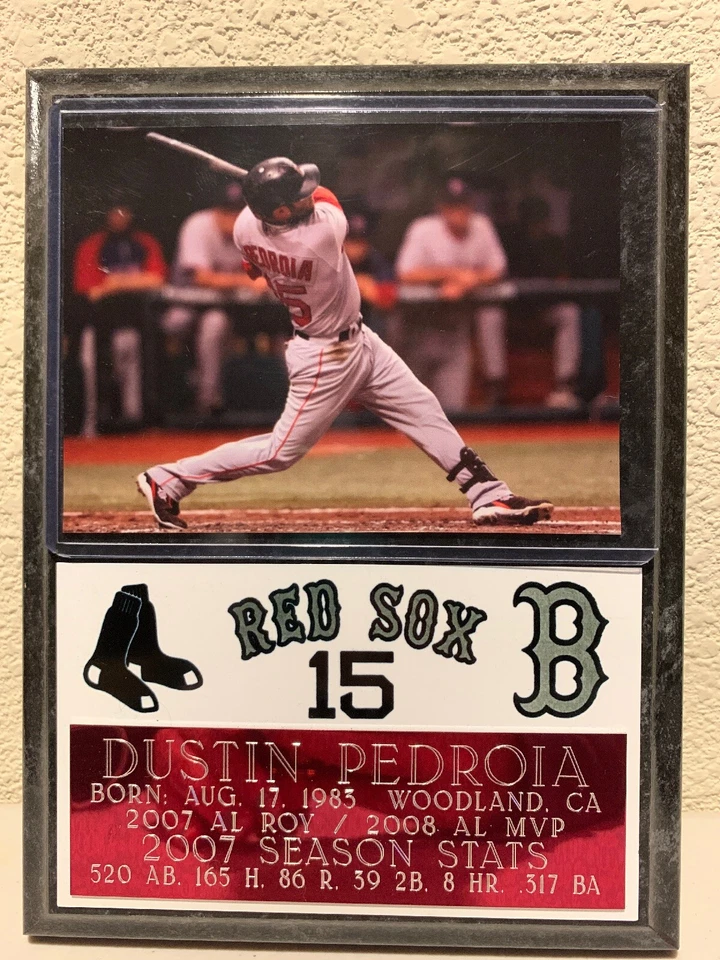 PEDROIA
15
RED SOX
B
15
DUSTIN PEDROIA
BORN: AUG. 17, 1983 WOODLAND, CA
2007 AL ROY / 2008 AL MVP
2007 SEASON STATS
520 AB. 165 H. 86 R. 39 2B. 8 HR. .317 BA